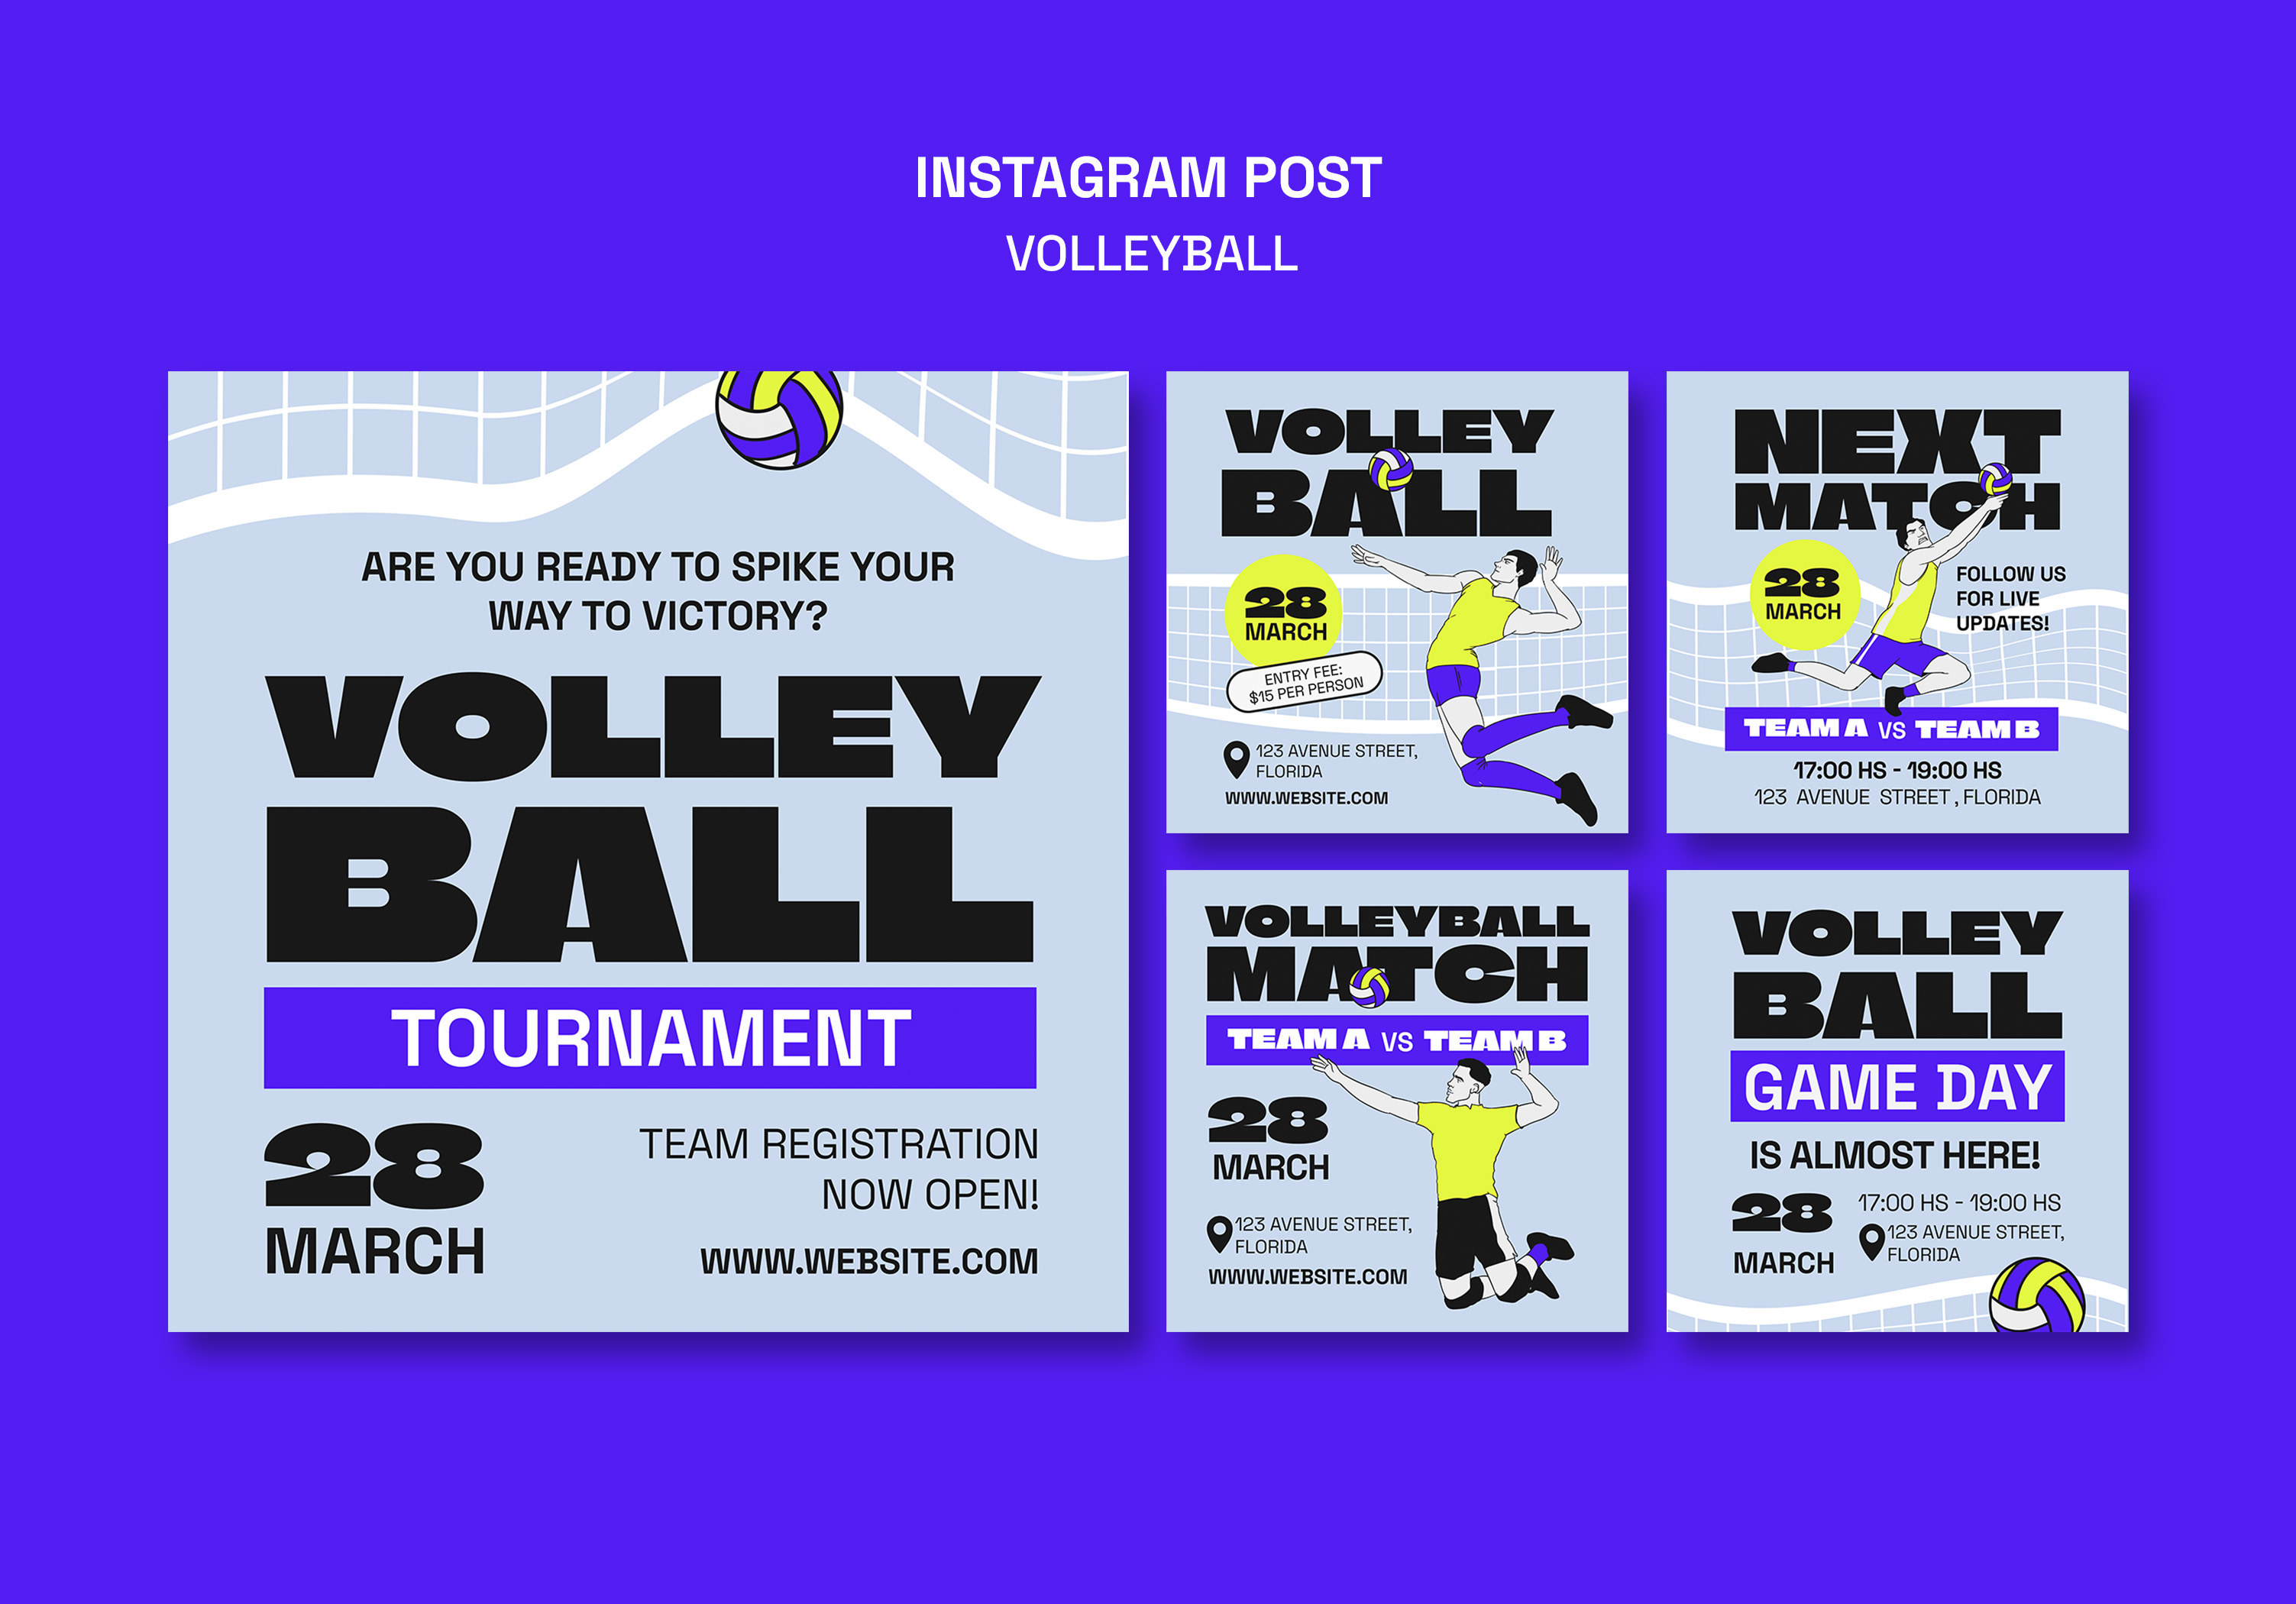 INSTAGRAM POST
VOLLEYBALL
ARE YOU READY TO SPIKE YOUR
WAY TO VICTORY?
VOLLEY
BALL
TOURNAMENT
28
MARCH
TEAM REGISTRATION
NOW OPEN!
WWW.WEBSITE.COM
VOLLEY
BALL
28
MARCH
ENTRY FEE:
$15 PER PERSON
123 AVENUE STREET,
FLORIDA
WWW.WEBSITE.COM
NEXT
MATCH
28
MARCH
FOLLOW US
FOR LIVE
UPDATES!
TEAM A VS TEAM B
17:00 HS - 19:00 HS
123 AVENUE STREET, FLORIDA
VOLLEYBALL
MATCH
TEAM A VS TEAM B
28
MARCH
123 AVENUE STREET,
FLORIDA
WWW.WEBSITE.COM
VOLLEY
BALL
GAME DAY
IS ALMOST HERE!
28
MARCH
17:00 HS - 19:00 HS
123 AVENUE STREET,
FLORIDA